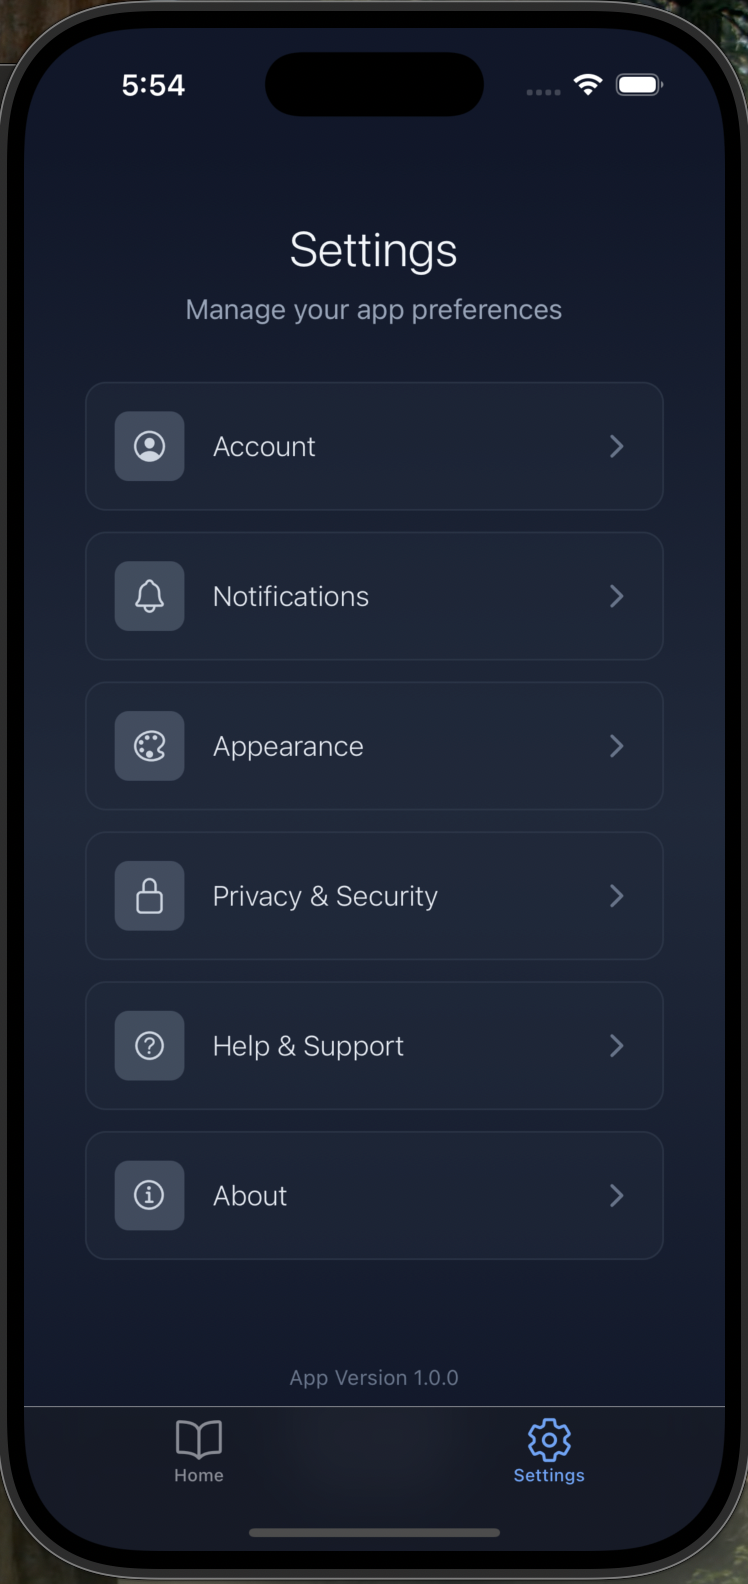 5:54
Settings
Manage your app preferences
Account
Notifications
Appearance
Privacy & Security
Help & Support
About
App Version 1.0.0
Home
Settings